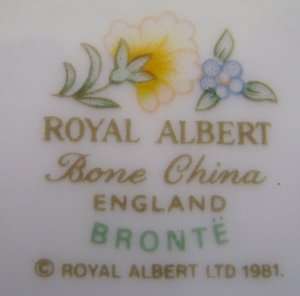 ROYAL ALBERT
Bone China
ENGLAND
BRONTË
© ROYAL ALBERT LTD 1981.